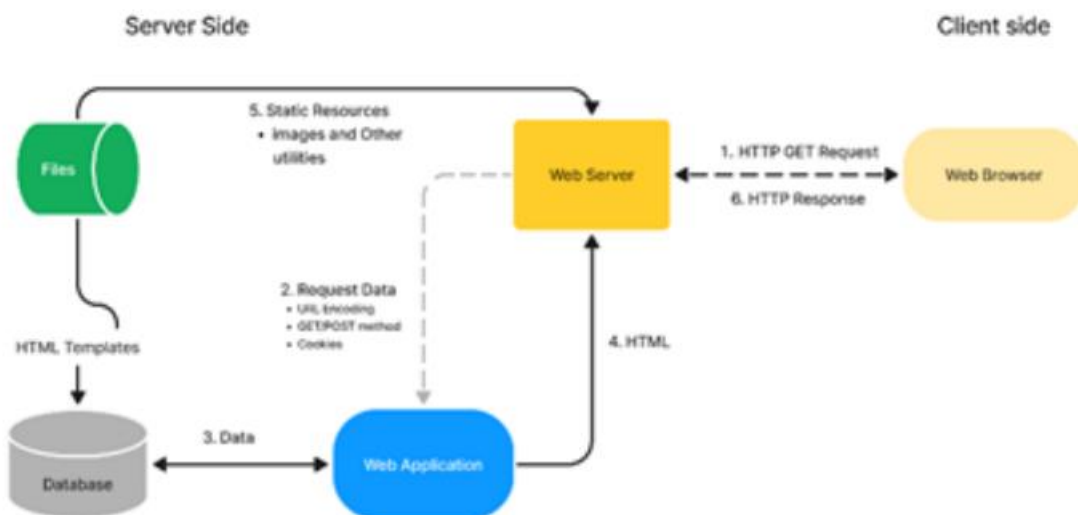 Server Side
Client side
5. Static Resources
• images and Other
utilities
Files
Web Server
1. HTTP GET Request
6. HTTP Response
Web Browser
2. Request Data
• URL Encoding
• GET/POST method
• Cookies
4. HTML
HTML Templates
3. Data
Database
Web Application